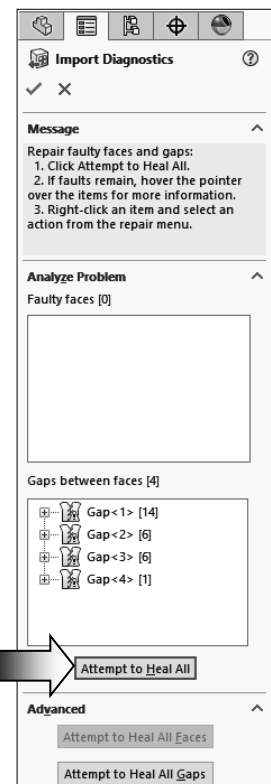 Import Diagnostics
Message
Repair faulty faces and gaps:
1. Click Attempt to Heal All.
2. If faults remain, hover the pointer
over the items for more information.
3. Right-click an item and select an
action from the repair menu.
Analyze Problem
Faulty faces [0]
Gaps between faces [4]
Gap<1> [14]
Gap<2> [6]
Gap<3> [6]
Gap<4> [1]
Attempt to Heal All
Advanced
Attempt to Heal All Faces
Attempt to Heal All Gaps